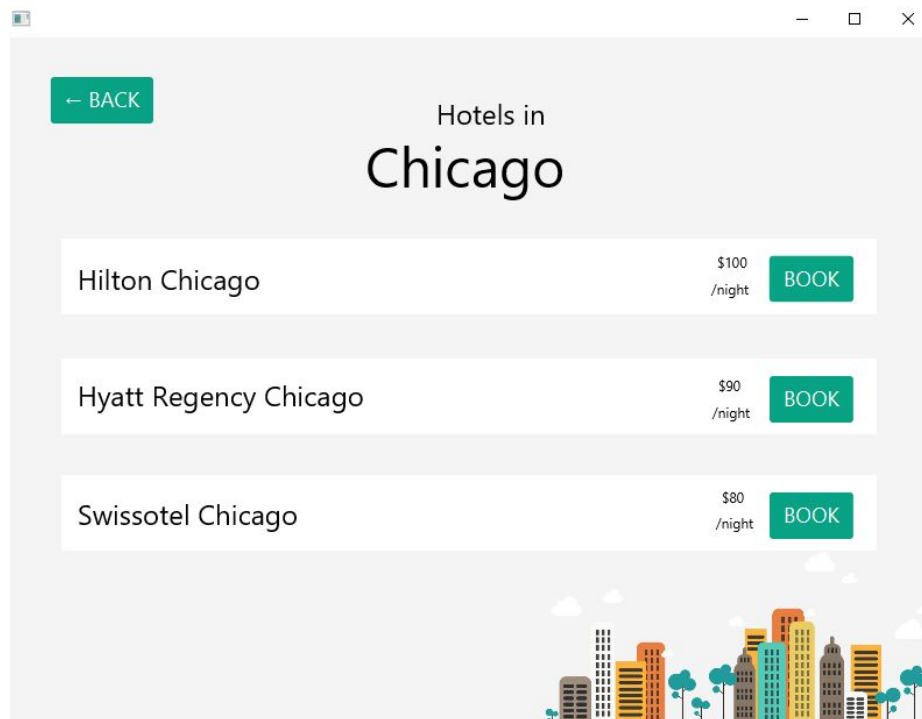 ← BACK
Hotels in
Chicago
Hilton Chicago
$100
/night
BOOK
Hyatt Regency Chicago
$90
/night
BOOK
Swissotel Chicago
$80
/night
BOOK